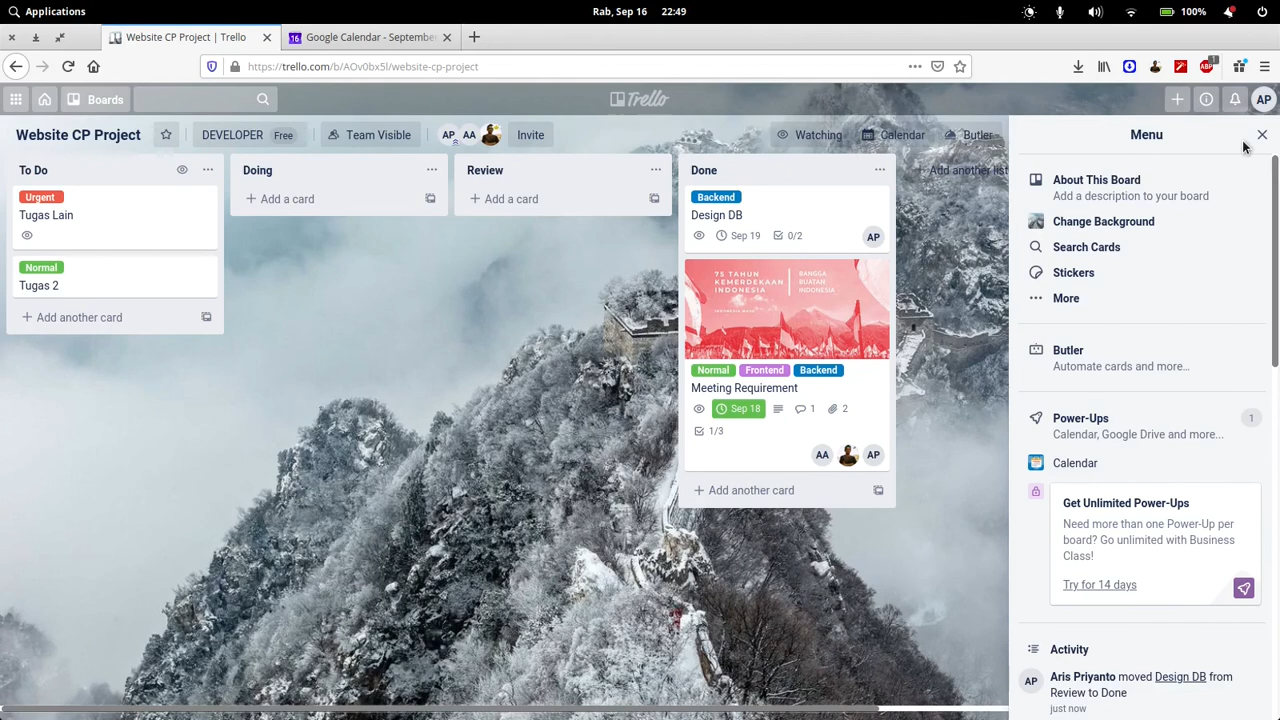 Applications
Rab, Sep 16 22:49
100%
Website CP Project | Trello
Google Calendar - September
https://trello.com/b/AOv0bx5l/website-cp-project
1
ABP
Boards
Trello
AP
Website CP Project
DEVELOPER Free
Team Visible
AP AA
Invite
Watching
Calendar
Butler
To Do
Urgent
Tugas Lain
Normal
Tugas 2
+ Add another card
Doing
+ Add a card
Review
+ Add a card
Done
Backend
Design DB
Sep 19 0/2
AP
75 TAHUN
KEMERDEKAAN
INDONESIA
BANGGA
BUATAN
INDONESIA
INDONESIA MAJU
Normal Frontend Backend
Meeting Requirement
Sep 18 1 2
1/3
AA AP
+ Add another card
+ Add another list
Menu
About This Board
Add a description to your board
Change Background
Search Cards
Stickers
More
Butler
Automate cards and more...
Power-Ups 1
Calendar, Google Drive and more...
Calendar
Get Unlimited Power-Ups
Need more than one Power-Up per
board? Go unlimited with Business
Class!
Try for 14 days
Activity
AP
Aris Priyanto moved Design DB from
Review to Done
just now